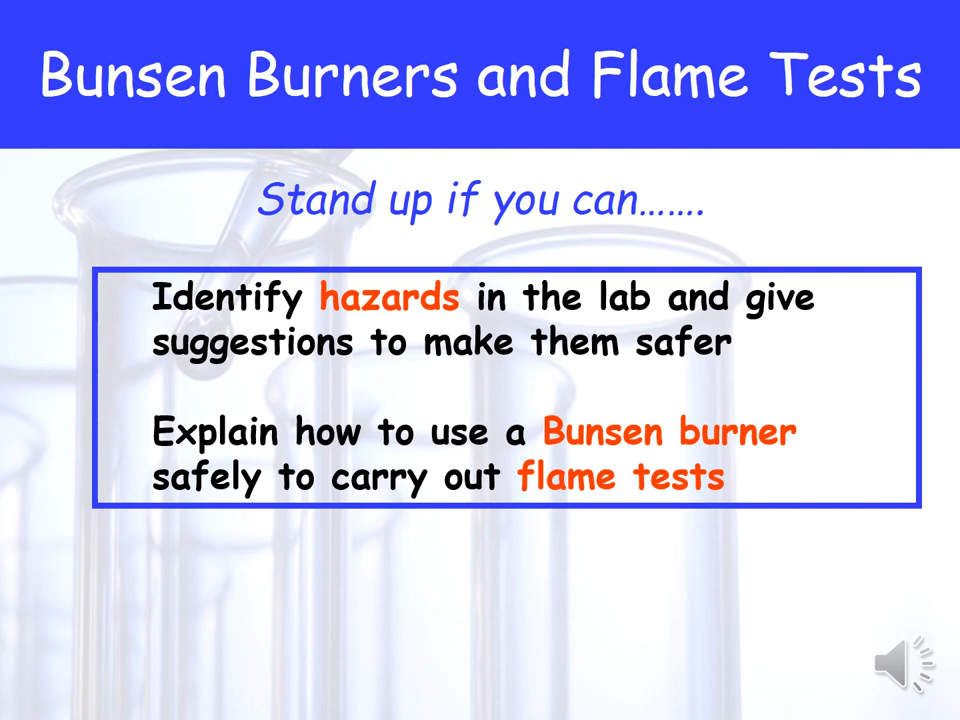 Bunsen Burners and Flame Tests
Stand up if you can.......
Identify hazards in the lab and give
suggestions to make them safer
Explain how to use a Bunsen burner
safely to carry out flame tests